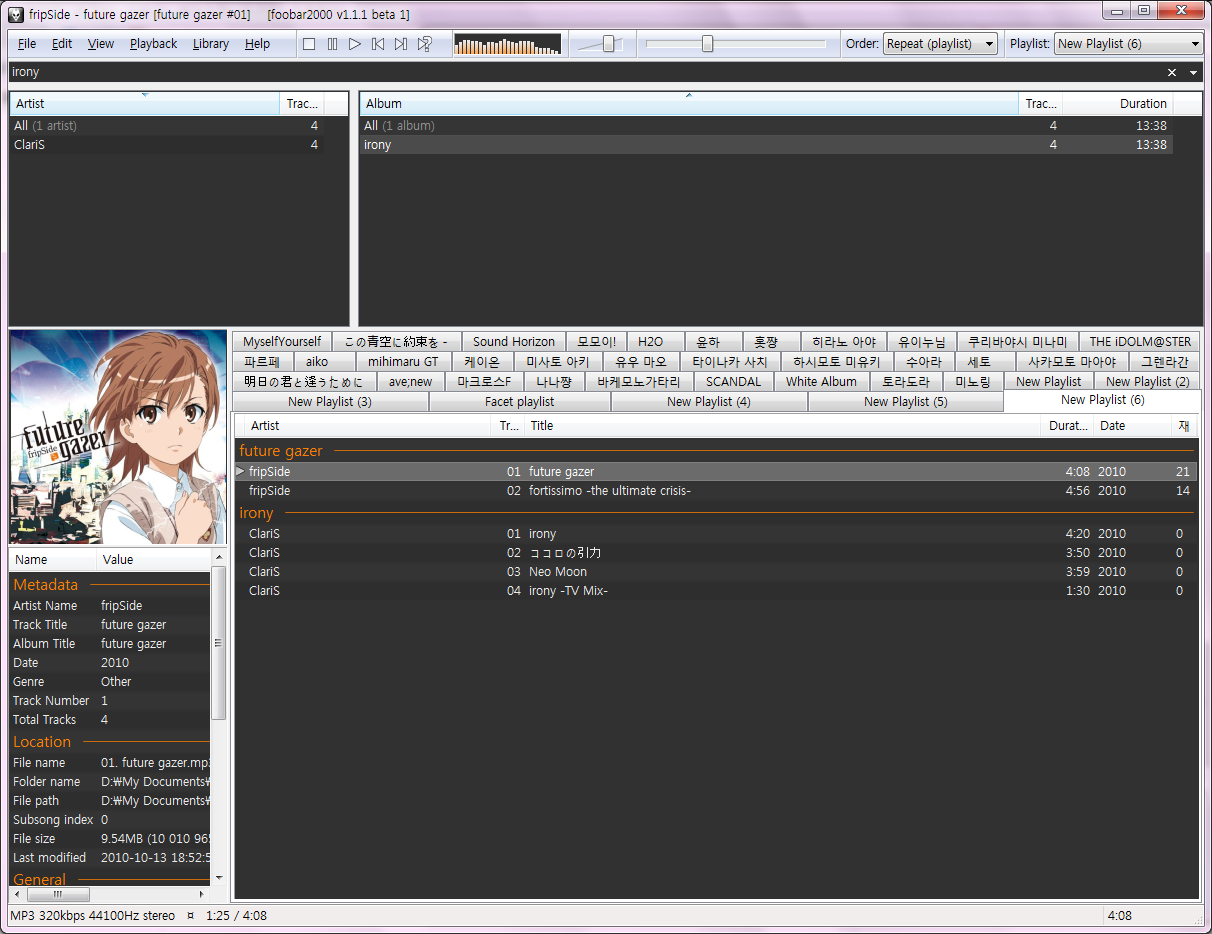 fripSide - future gazer [future gazer #01] [foobar2000 v1.1.1 beta 1]
File Edit View Playback Library Help Order: Repeat (playlist) Playlist: New Playlist (6)
irony
Artist Trac... Album Trac... Duration
All (1 artist) 4 All (1 album) 4 13:38
ClariS 4 irony 4 13:38
MyselfYourself この青空に約束を - Sound Horizon 모모이! H2O 윤하 홋쨩 히라노 아야 유이누님 쿠리바야시 미나미 THE iDOLM@STER
파르페 aiko mihimaru GT 케이온 미사토 아키 유우 마오 타이나카 사치 하시모토 미유키 수아라 세토 사카모토 마아야 그렌라간
明日の君と逢うために ave;new 마크로스F 나나쨩 바케모노가타리 SCANDAL White Album 토라도라 미노링 New Playlist New Playlist (2)
New Playlist (3) Facet playlist New Playlist (4) New Playlist (5) New Playlist (6)
future gazer
fripSide
Artist Tr... Title Durat... Date 재
future gazer
fripSide 01 future gazer 4:08 2010 21
fripSide 02 fortissimo -the ultimate crisis- 4:56 2010 14
irony
ClariS 01 irony 4:20 2010 0
ClariS 02 ココロの引力 3:50 2010 0
ClariS 03 Neo Moon 3:59 2010 0
ClariS 04 irony -TV Mix- 1:30 2010 0
Name Value
Metadata
Artist Name fripSide
Track Title future gazer
Album Title future gazer
Date 2010
Genre Other
Track Number 1
Total Tracks 4
Location
File name 01. future gazer.mp3
Folder name D:₩My Documents₩
File path D:₩My Documents₩
Subsong index 0
File size 9.54MB (10 010 965
Last modified 2010-10-13 18:52:5
General
MP3 320kbps 44100Hz stereo ¤ 1:25 / 4:08 4:08